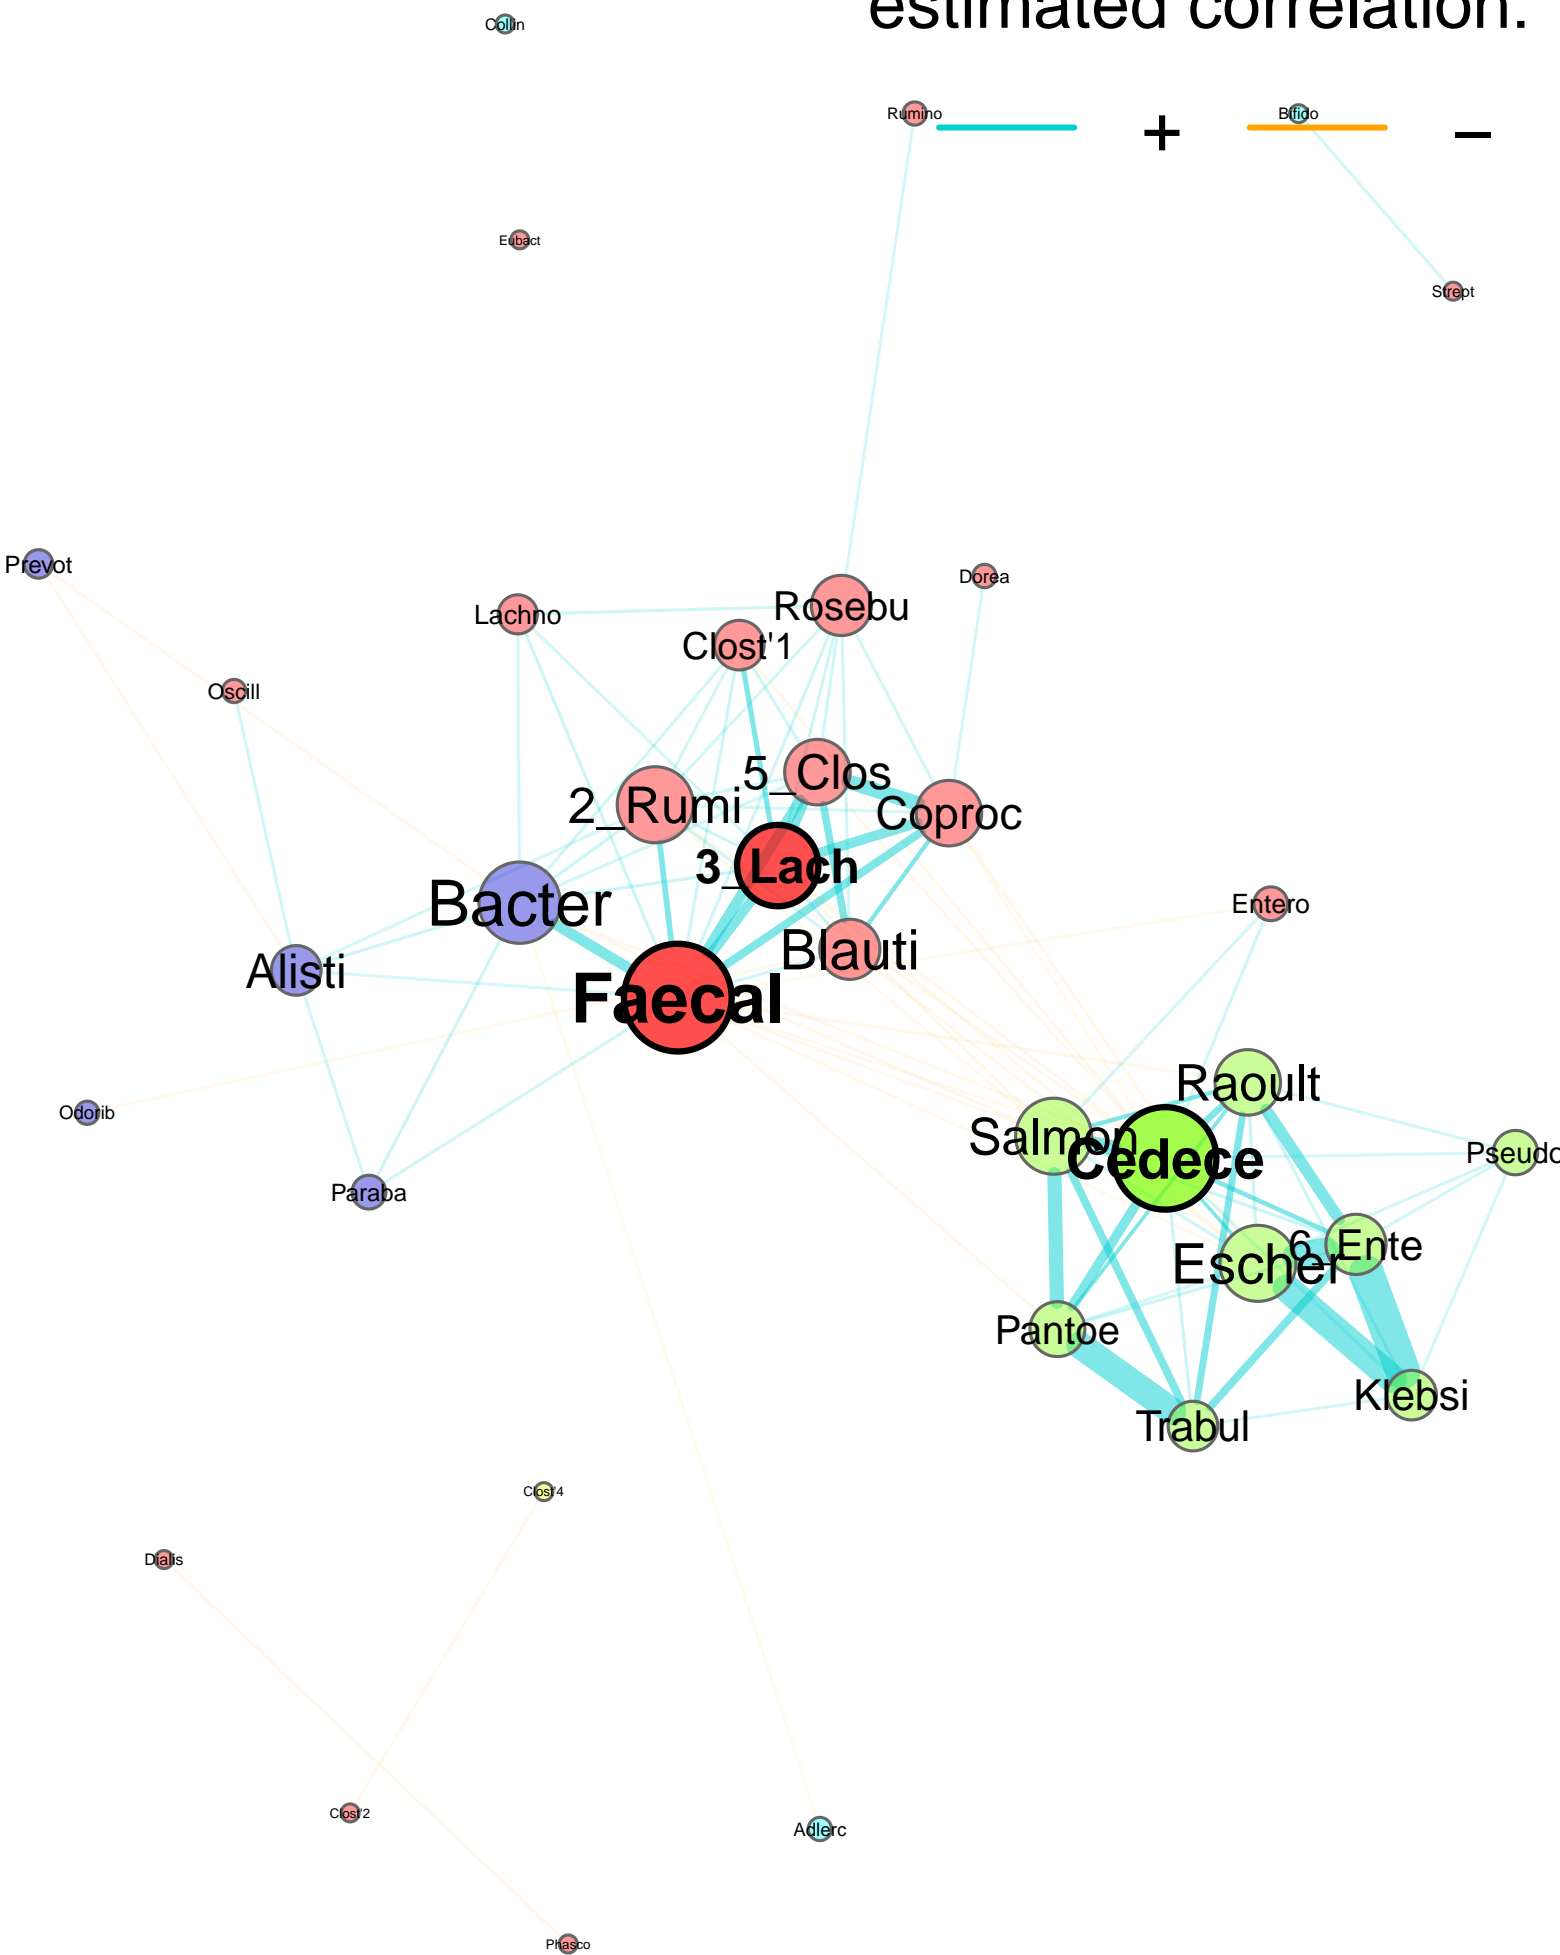 estimated correlation:
Collin
Rumino
+
Bifido
–
Eubact
Strept
Prevot
Dorea
Lachno
Rosebu
Clost'1
Oscill
5_Clos
2_Rumi
Coproc
3_Lach
Bacter
Entero
Blauti
Alisti
Faecal
Raoult
Odorib
Salmon
Cedece
Pseudo
Paraba
6_Ente
Escher
Pantoe
Klebsi
Trabul
Clost'4
Dialis
Clost'2
Adlerc
Phasco